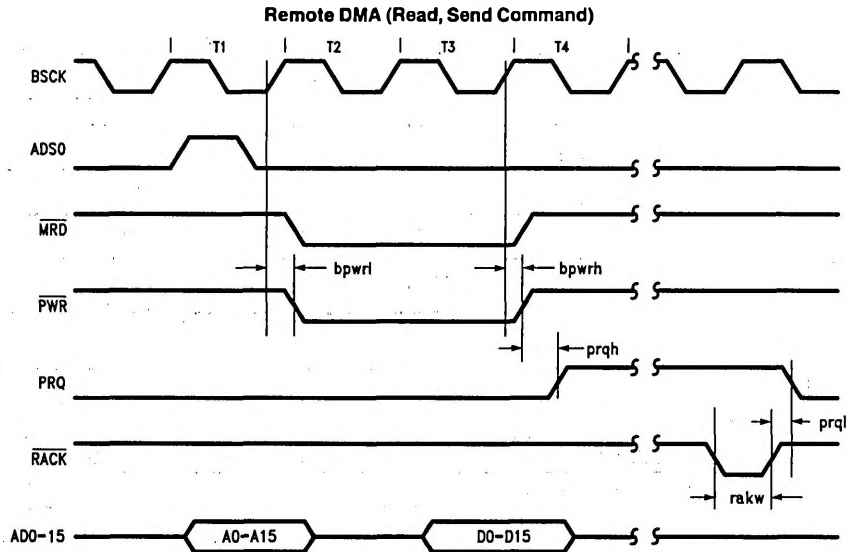 Remote DMA (Read, Send Command)
T1 T2 T3 T4
BSCK
ADS0
MRD
bpwrl bpwrh
PWR
prqh
PRQ
prql
RACK
rakw
AD0-15 A0-A15 D0-D15